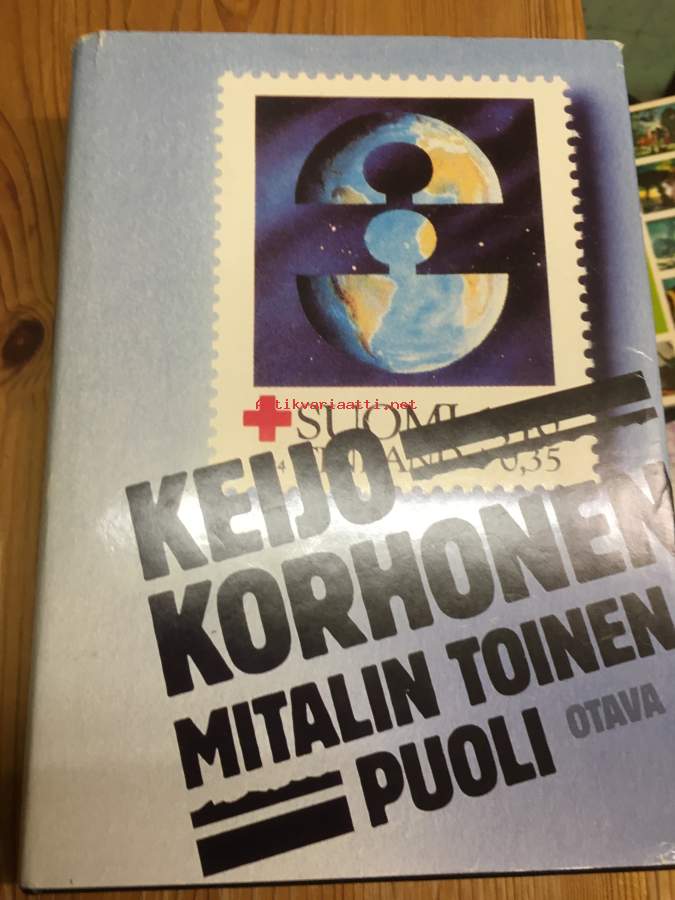 antikvariaatti.net
SUOMI
0,35
KEIJO
KORHONEN
MITALIN TOINEN
PUOLI
OTAVA